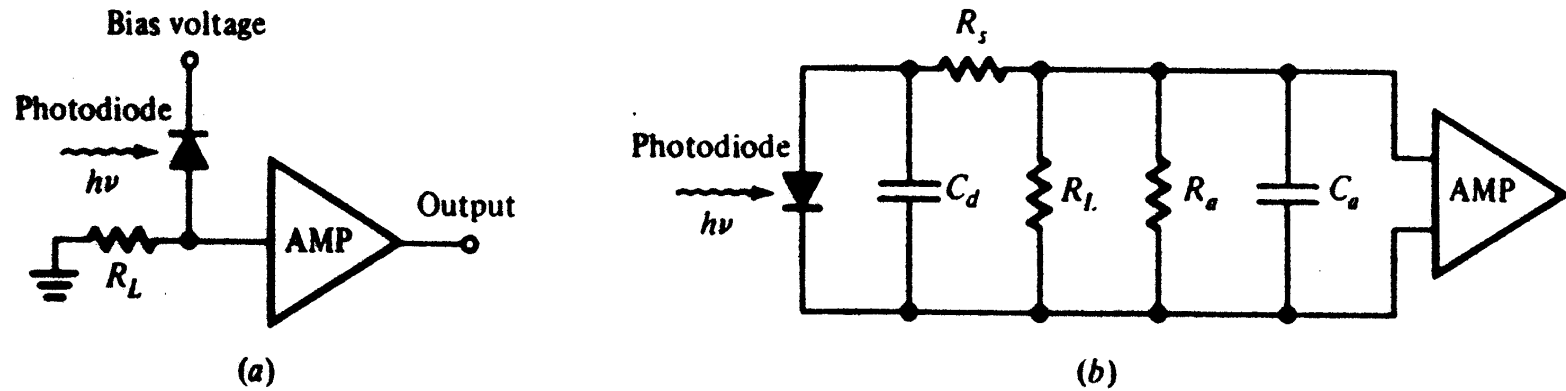 Bias voltage
Photodiode
hν
AMP
Output
R_L
(a)
R_s
Photodiode
hν
C_d
R_L
R_a
C_a
AMP
(b)